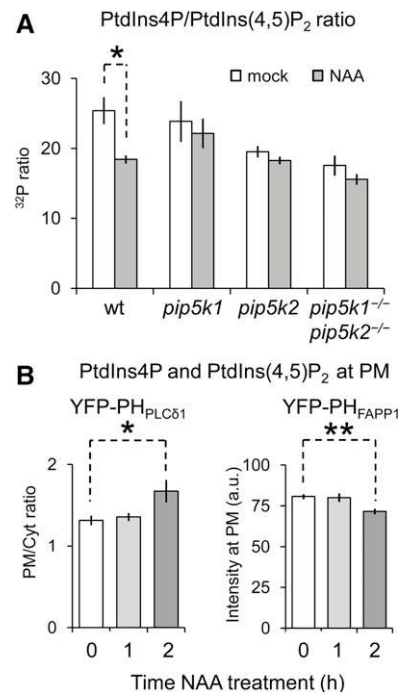 A
PtdIns4P/PtdIns(4,5)P₂ ratio
*
mock NAA
30
20
10
0
³²P ratio
wt pip5k1 pip5k2 pip5k1⁻/⁻
pip5k2⁻/⁻
B
PtdIns4P and PtdIns(4,5)P₂ at PM
YFP-PH_PLCδ1 YFP-PH_FAPP1
* **
2
1
0
PM/Cyt ratio
100
75
50
25
0
Intensity at PM (a.u.)
0 1 2 0 1 2
Time NAA treatment (h)